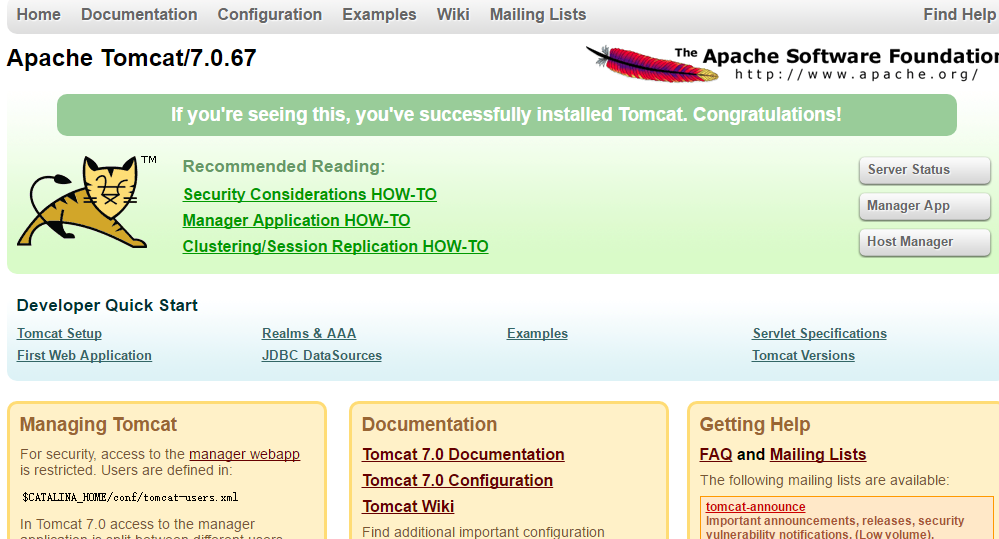 Home Documentation Configuration Examples Wiki Mailing Lists Find Help
Apache Tomcat/7.0.67
The Apache Software Foundation
http://www.apache.org/
If you're seeing this, you've successfully installed Tomcat. Congratulations!
TM
Recommended Reading:
Security Considerations HOW-TO
Manager Application HOW-TO
Clustering/Session Replication HOW-TO
Server Status
Manager App
Host Manager
Developer Quick Start
Tomcat Setup
First Web Application
Realms & AAA
JDBC DataSources
Examples
Servlet Specifications
Tomcat Versions
Managing Tomcat
For security, access to the manager webapp
is restricted. Users are defined in:
$CATALINA_HOME/conf/tomcat-users.xml
In Tomcat 7.0 access to the manager
application is split between different users.
Documentation
Tomcat 7.0 Documentation
Tomcat 7.0 Configuration
Tomcat Wiki
Find additional important configuration
Getting Help
FAQ and Mailing Lists
The following mailing lists are available:
tomcat-announce
Important announcements, releases, security
vulnerability notifications. (Low volume).